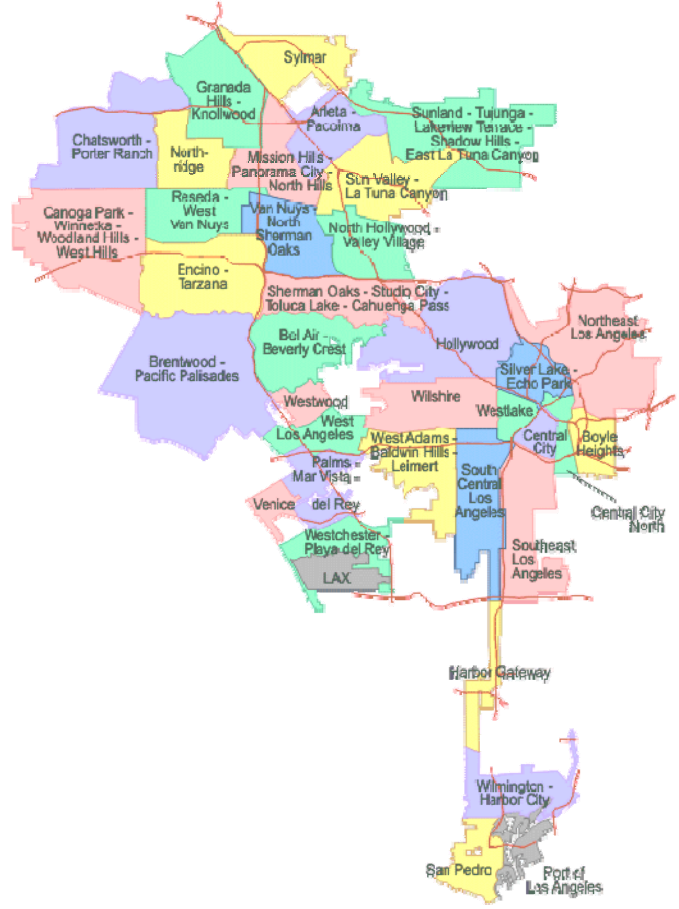 Sylmar
Granada
Hills -
Knollwood
Arleta -
Pacoima
Sunland - Tujunga -
Lakeview Terrace -
Shadow Hills -
East La Tuna Canyon
Chatsworth -
Porter Ranch
North-
ridge
Mission Hills -
Panorama City -
North Hills
Sun Valley -
La Tuna Canyon
Canoga Park -
Winnetka -
Woodland Hills -
West Hills
Reseda -
West
Van Nuys
Van Nuys -
North
Sherman
Oaks
North Hollywood -
Valley Village
Encino -
Tarzana
Sherman Oaks - Studio City -
Toluca Lake - Cahuenga Pass
Northeast
Los Angeles
Bel Air -
Beverly Crest
Hollywood
Brentwood -
Pacific Palisades
Silver Lake -
Echo Park
Westwood
Wilshire
Westlake
West
Los Angeles
West Adams -
Baldwin Hills -
Leimert
Central
City
Boyle
Heights
Palms -
Mar Vista -
del Rey
South
Central
Los
Angeles
Venice
Central City
North
Westchester -
Playa del Rey
Southeast
Los
Angeles
LAX
Harbor Gateway
Wilmington -
Harbor City
San Pedro
Port of
Los Angeles